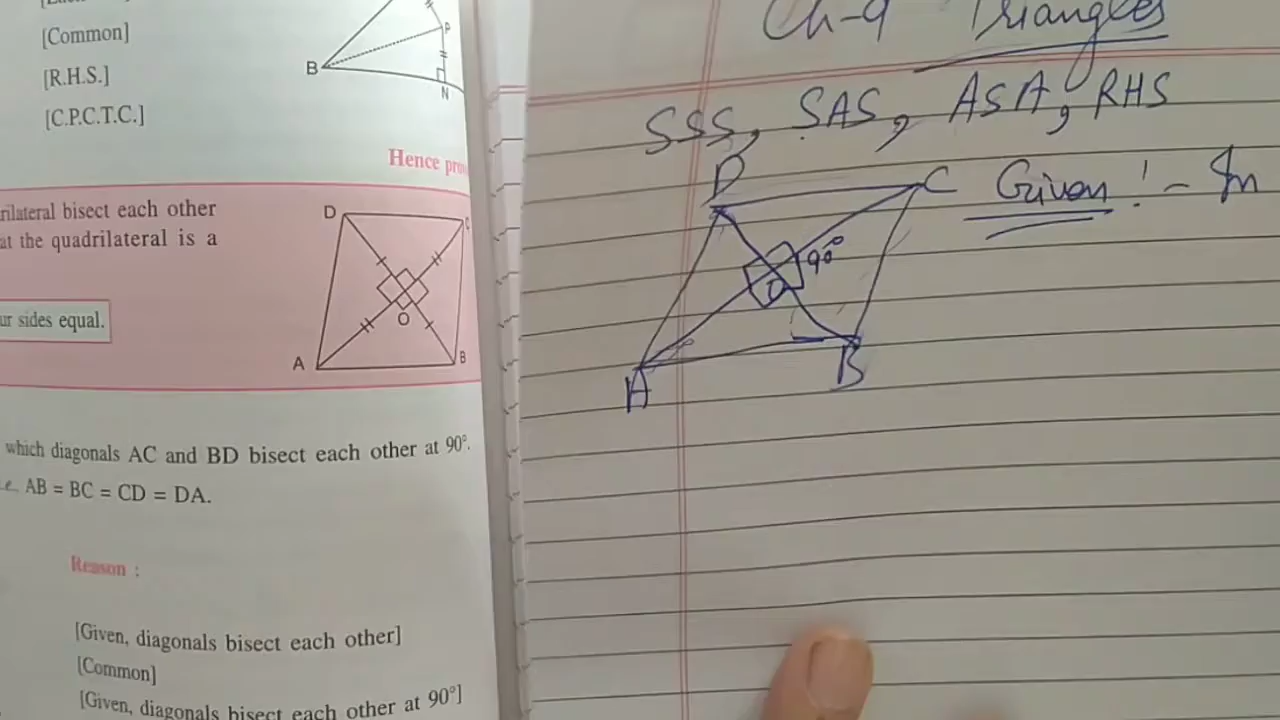 [Common]
[R.H.S.]
[C.P.C.T.C.]
B
P
N
Hence
rilateral bisect each other
at the quadrilateral is a
ur sides equal.
D
C
O
A
B
which diagonals AC and BD bisect each other at 90°.
i.e. AB = BC = CD = DA.
Reason :
[Given, diagonals bisect each other]
[Common]
[Given, diagonals bisect each other at 90°]
Ch-9 Triangles
SSS, SAS, ASA, RHS
D
C
Given :- In
90°
O
A
B